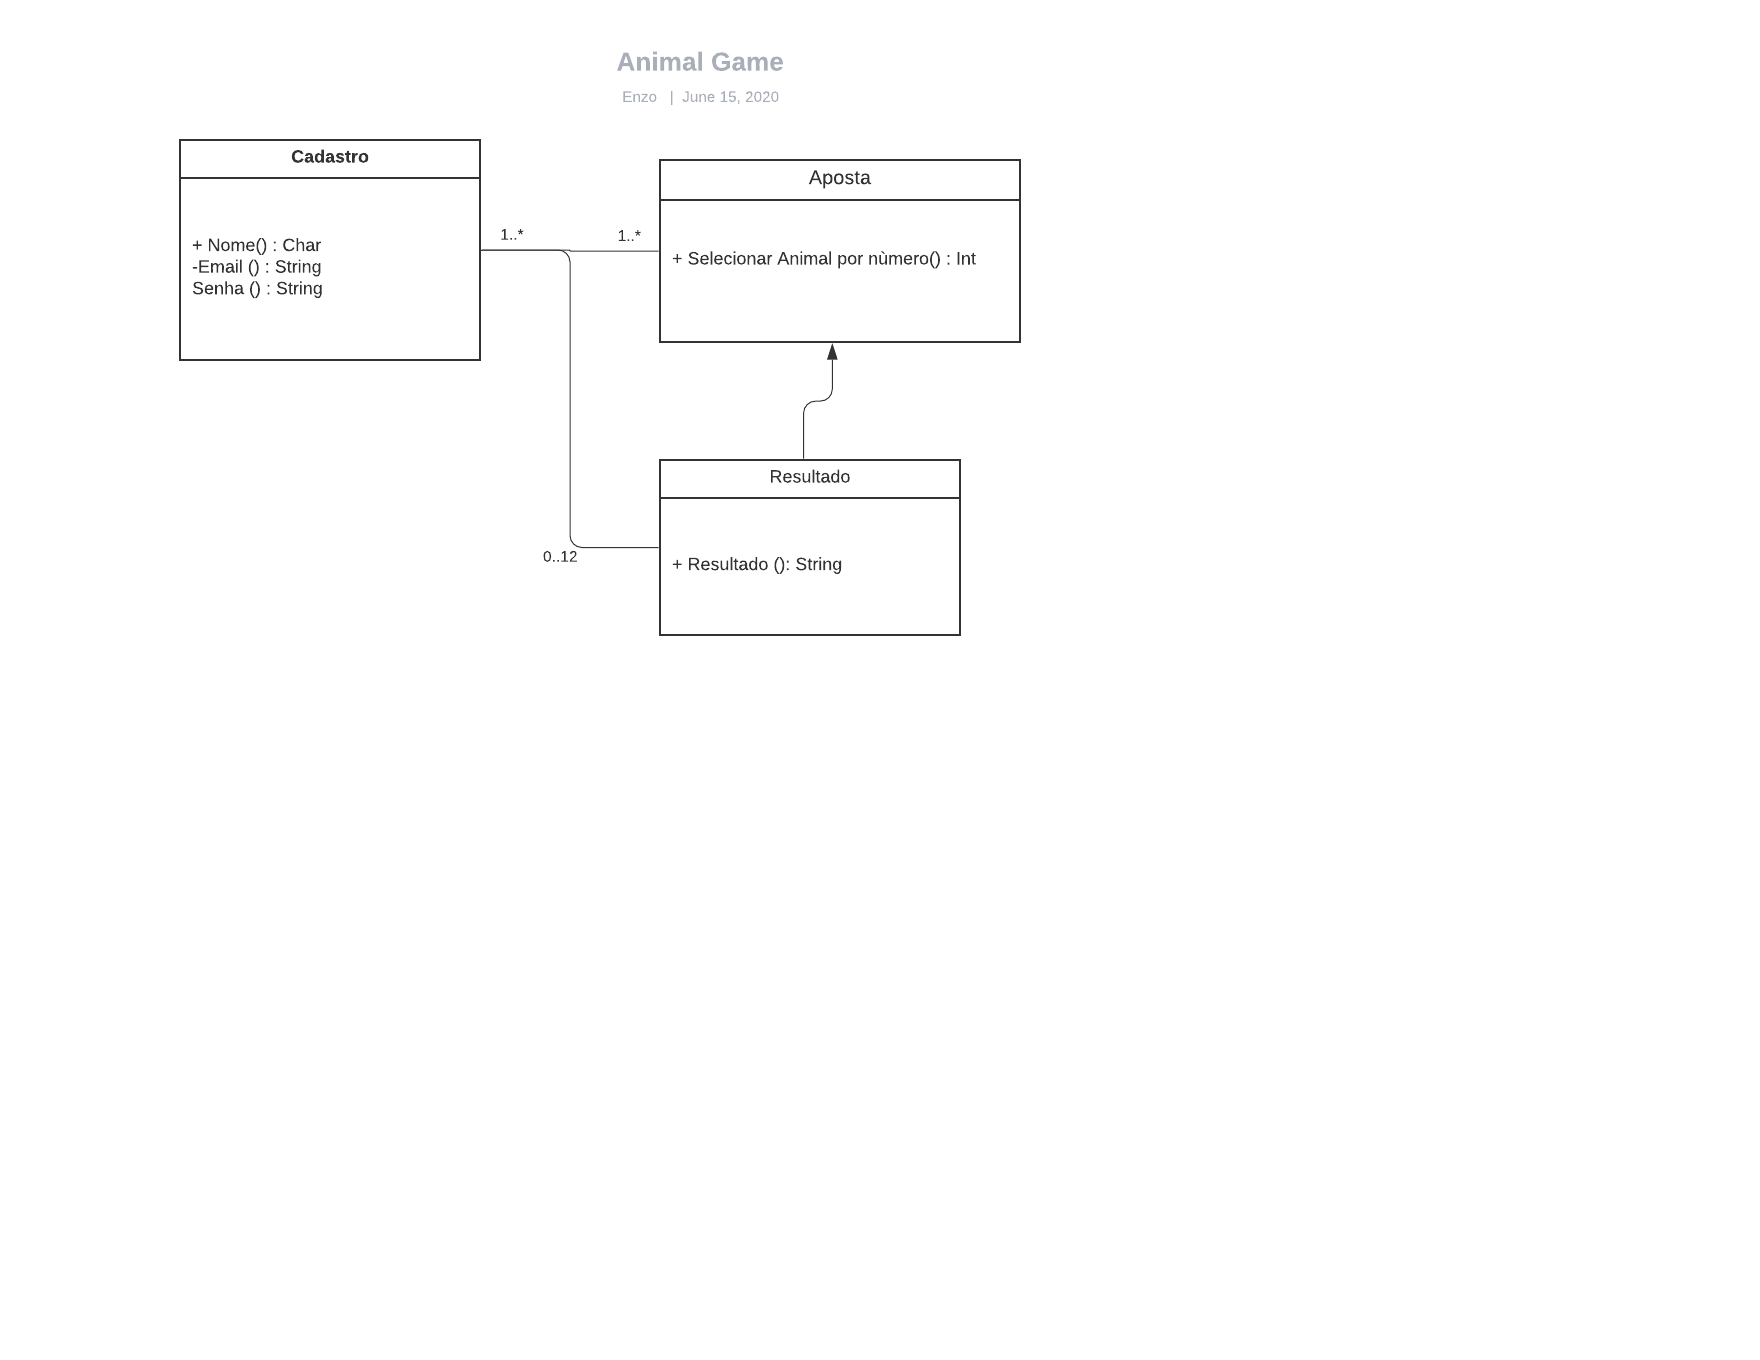 Animal Game
Enzo | June 15, 2020
Cadastro
+ Nome() : Char
-Email () : String
Senha () : String
1..*
1..*
Aposta
+ Selecionar Animal por nùmero() : Int
Resultado
0..12
+ Resultado (): String